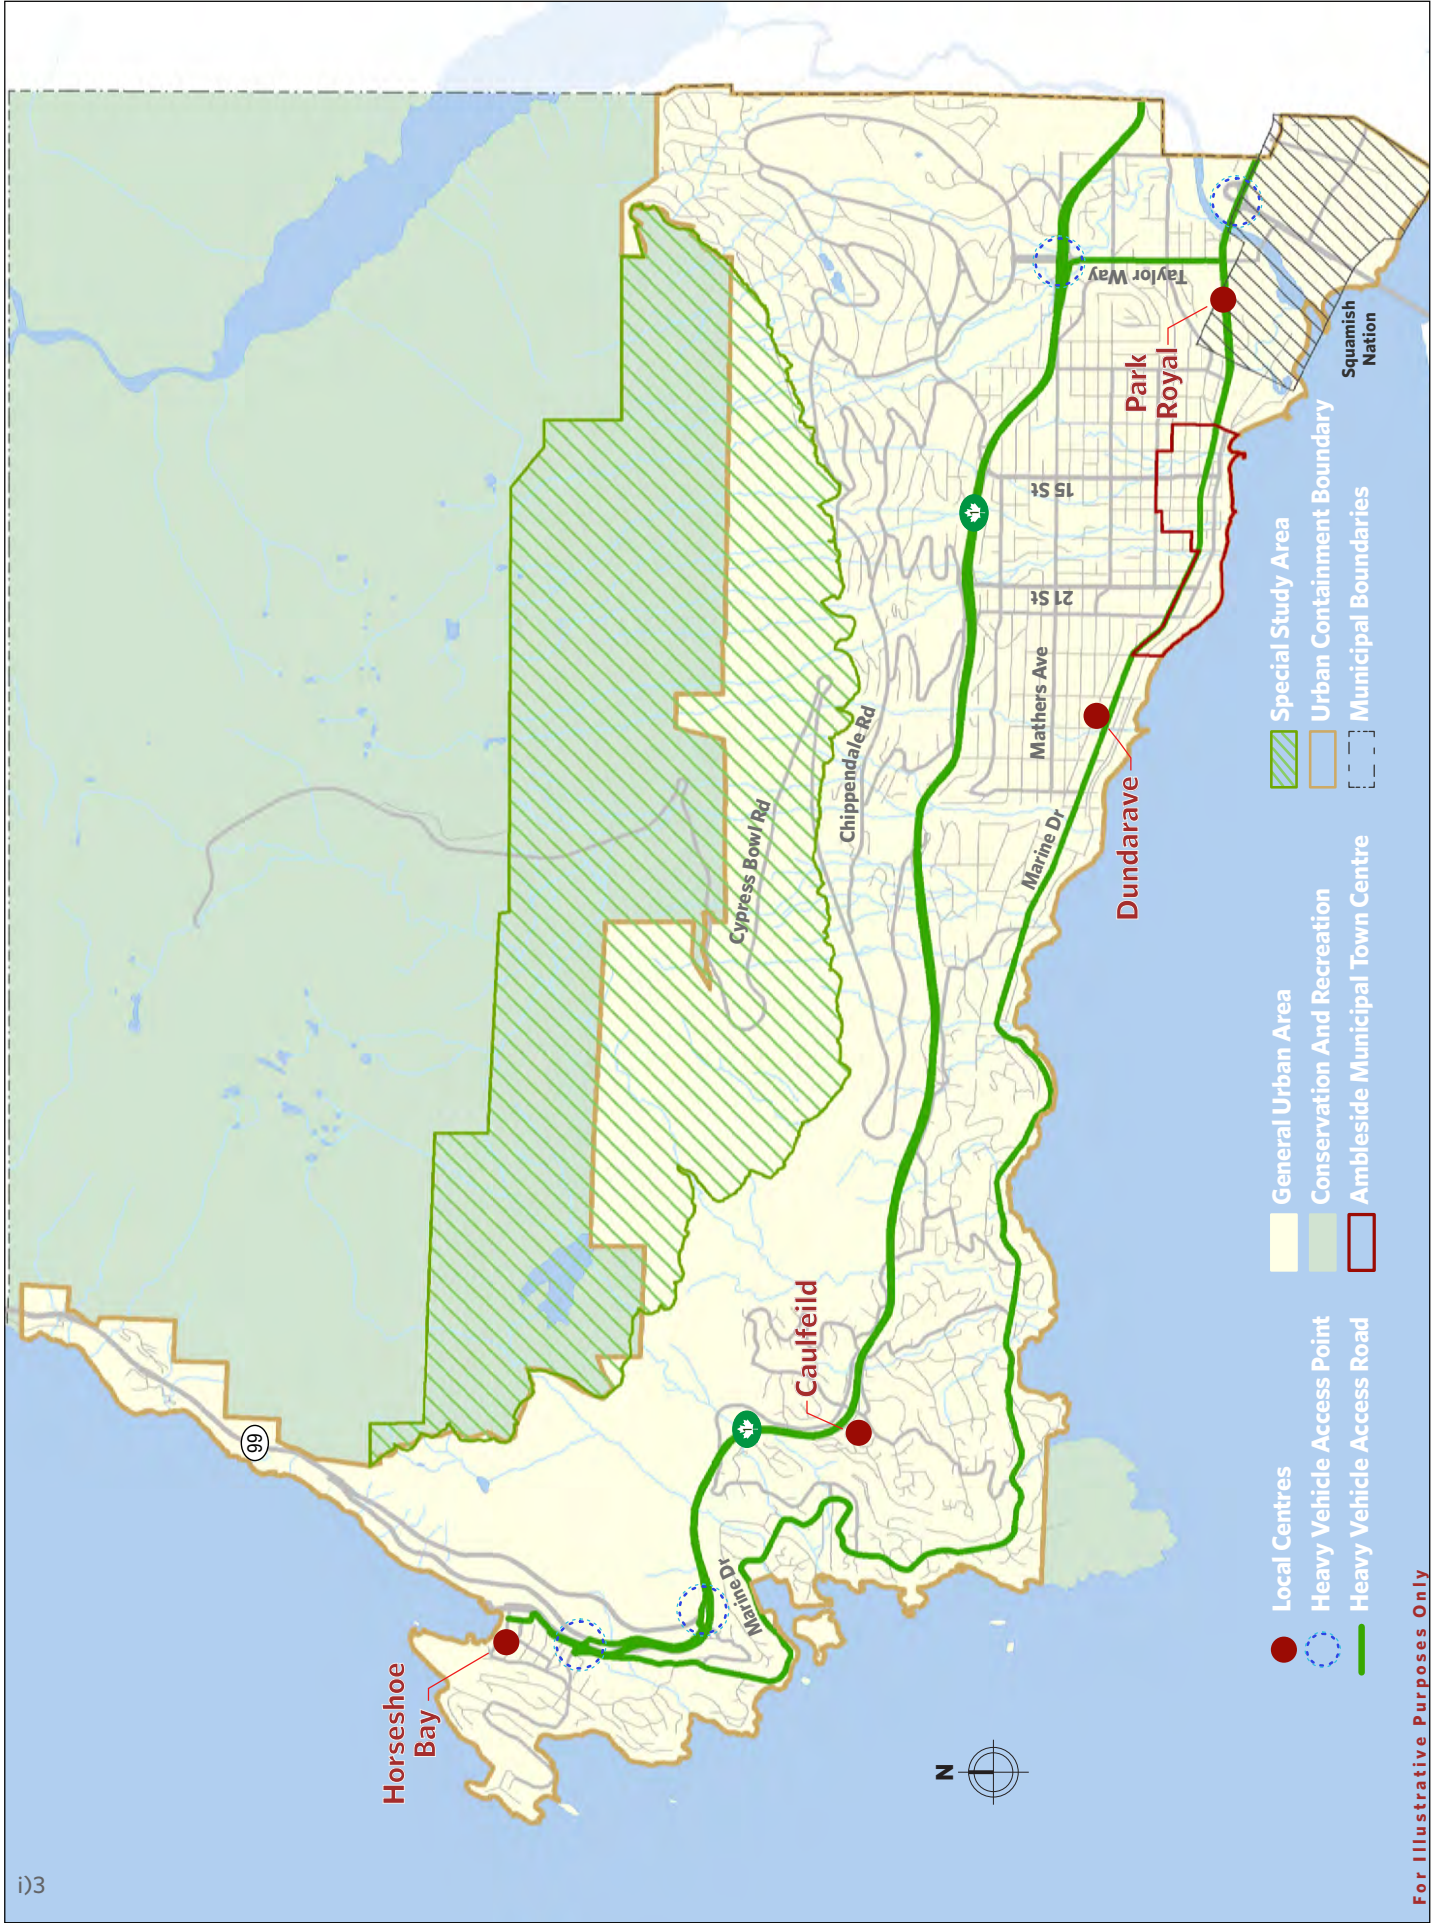 i)3
99
Horseshoe
Bay
Marine Dr
1
Caulfeild
Cypress Bowl Rd
Chippendale Rd
1
Mathers Ave
21 St
15 St
Taylor Way
Marine Dr
Dundarave
Park
Royal
Squamish
Nation
N
Local Centres
Heavy Vehicle Access Point
Heavy Vehicle Access Road
General Urban Area
Conservation And Recreation
Ambleside Municipal Town Centre
Special Study Area
Urban Containment Boundary
Municipal Boundaries
For Illustrative Purposes Only